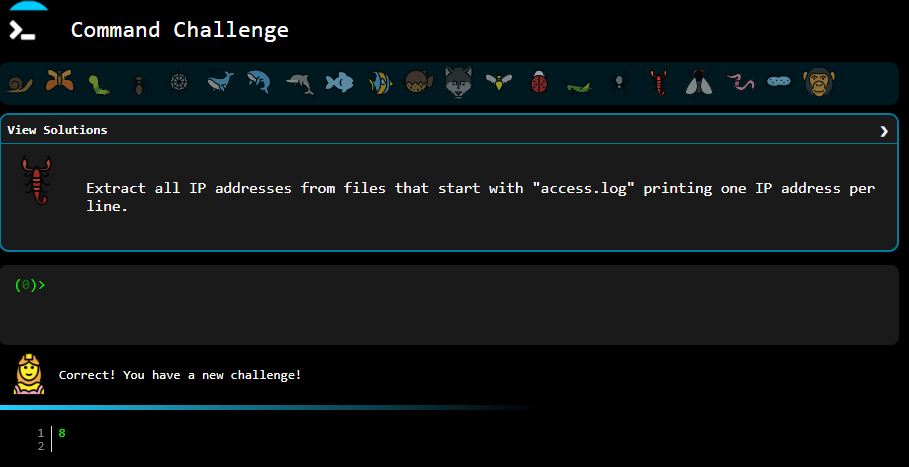 Command Challenge
View Solutions
Extract all IP addresses from files that start with "access.log" printing one IP address per
line.
(0)>
Correct! You have a new challenge!
1 8
2